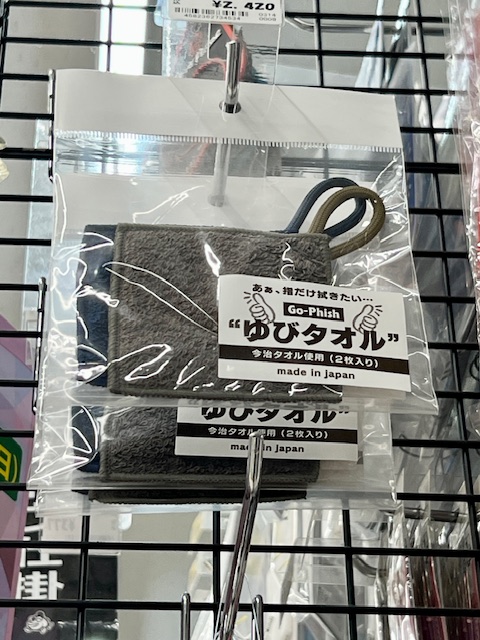 ¥2,420
あぁ、指だけ拭きたい…
Go-Phish
“ゆびタオル”
今治タオル使用（2枚入り）
made in japan
ゆびタオル”
今治タオル使用（2枚入り）
made in japan